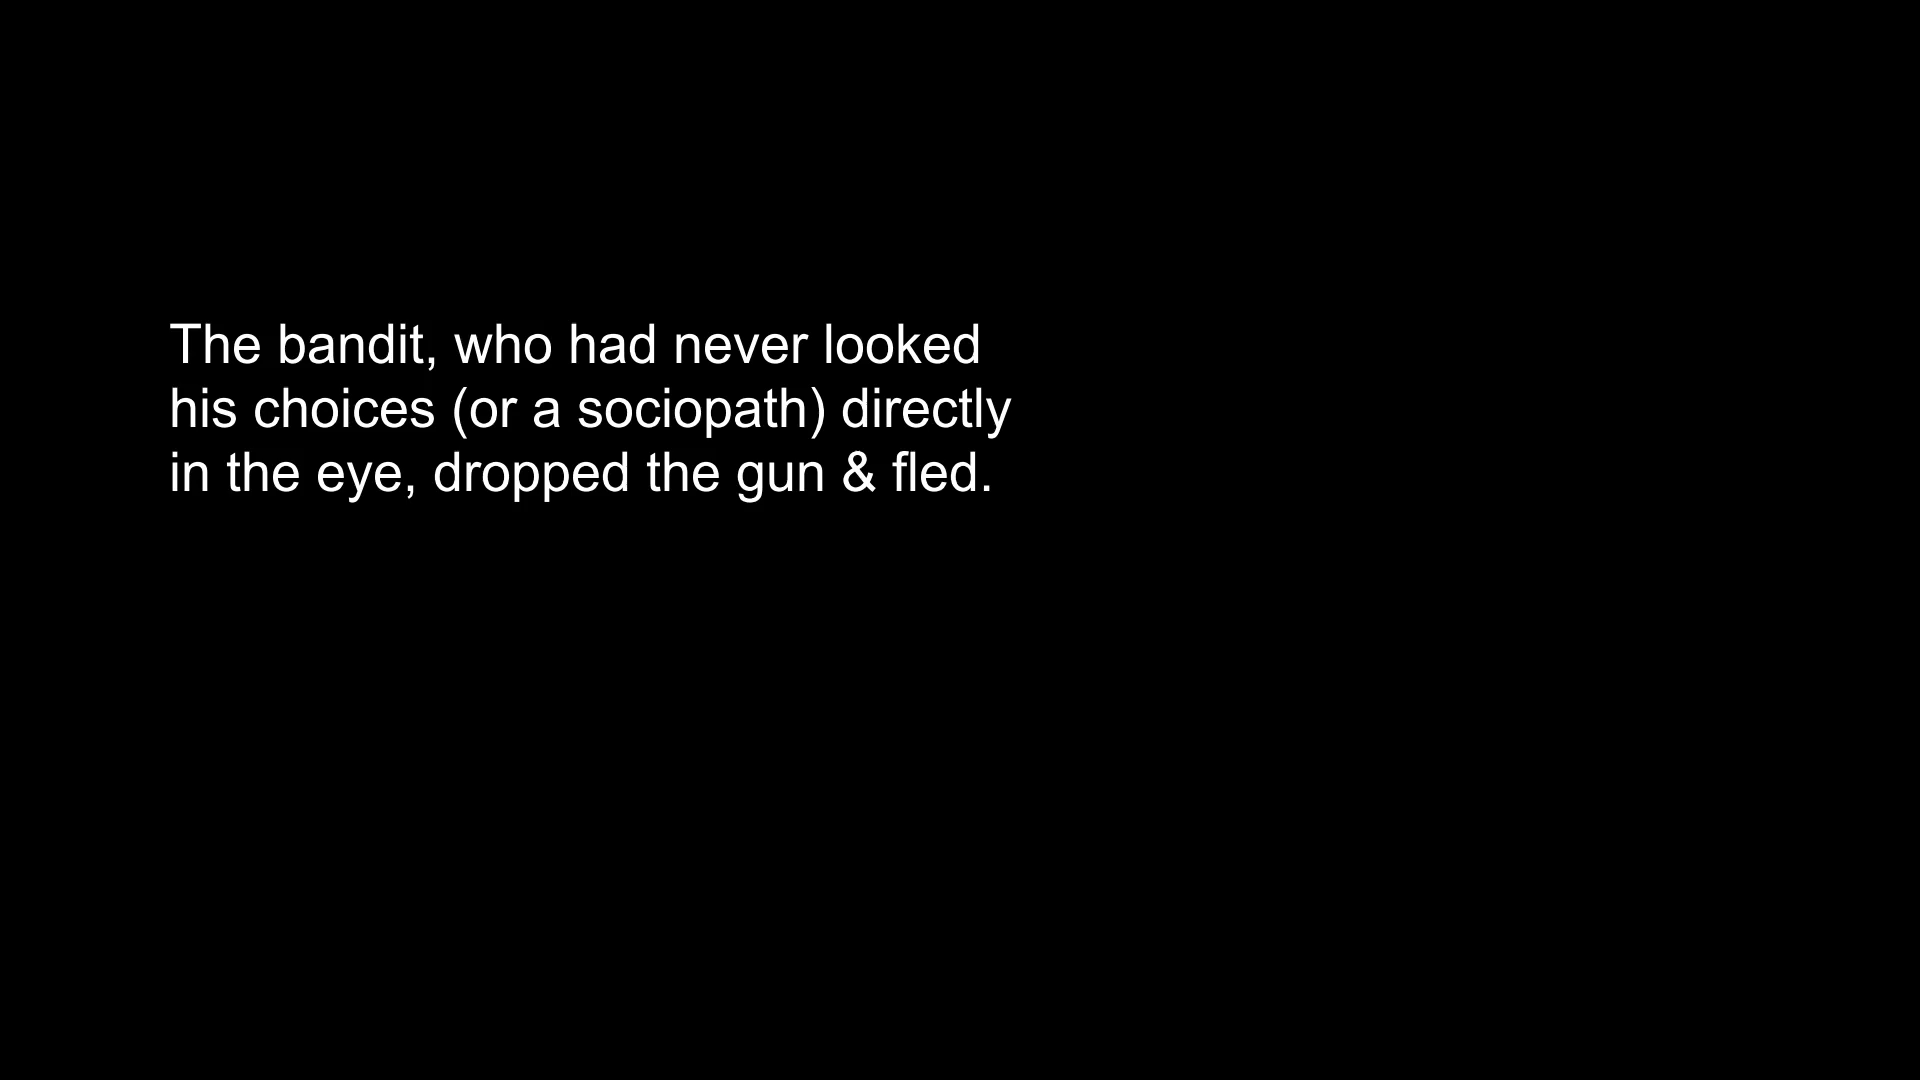 The bandit, who had never looked
his choices (or a sociopath) directly
in the eye, dropped the gun & fled.